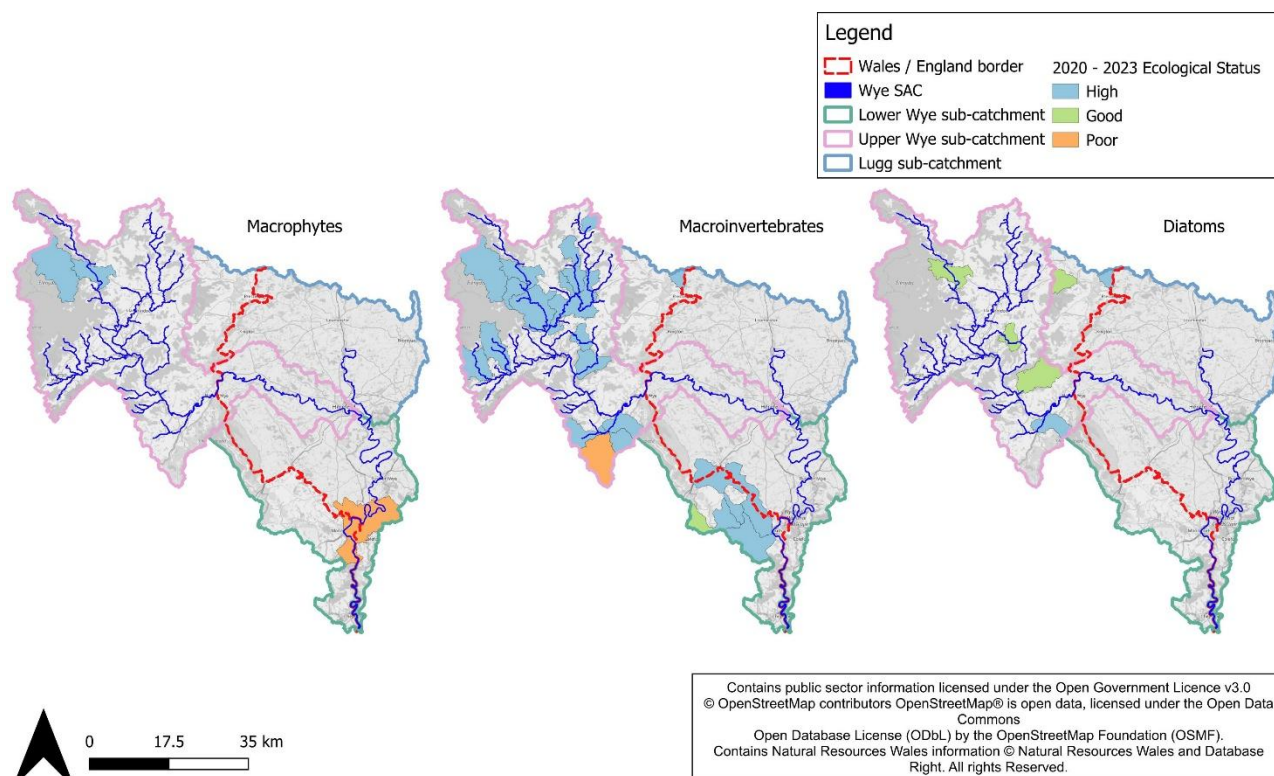 Legend
Wales / England border
Wye SAC
Lower Wye sub-catchment
Upper Wye sub-catchment
Lugg sub-catchment
2020 - 2023 Ecological Status
High
Good
Poor
Macrophytes
Macroinvertebrates
Diatoms
0 17.5 35 km
Contains public sector information licensed under the Open Government Licence v3.0
© OpenStreetMap contributors OpenStreetMap® is open data, licensed under the Open Data
Commons
Open Database License (ODbL) by the OpenStreetMap Foundation (OSMF).
Contains Natural Resources Wales information © Natural Resources Wales and Database
Right. All rights Reserved.